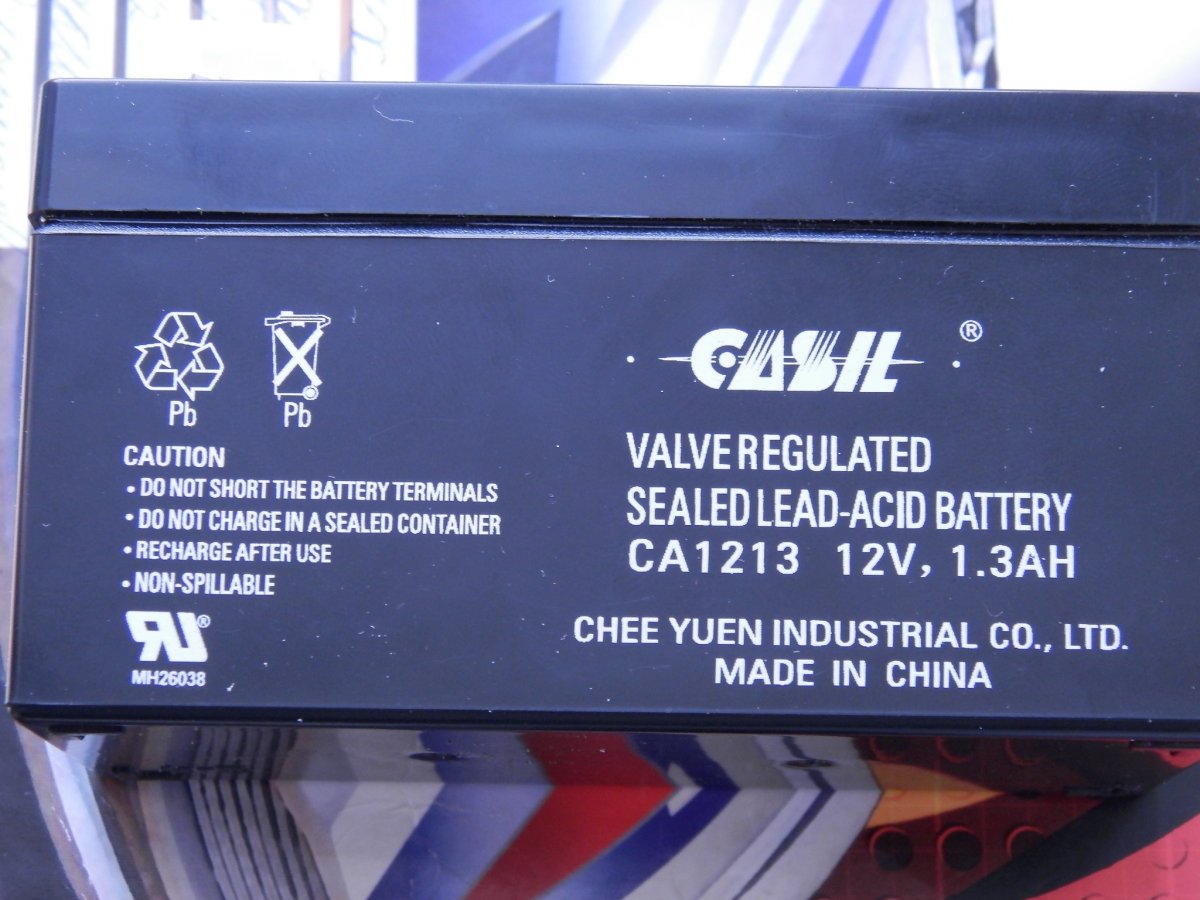 Pb
Pb
CAUTION
• DO NOT SHORT THE BATTERY TERMINALS
• DO NOT CHARGE IN A SEALED CONTAINER
• RECHARGE AFTER USE
• NON-SPILLABLE
RU®
MH26038
CASIL®
VALVE REGULATED
SEALED LEAD-ACID BATTERY
CA1213 12V, 1.3AH
CHEE YUEN INDUSTRIAL CO., LTD.
MADE IN CHINA